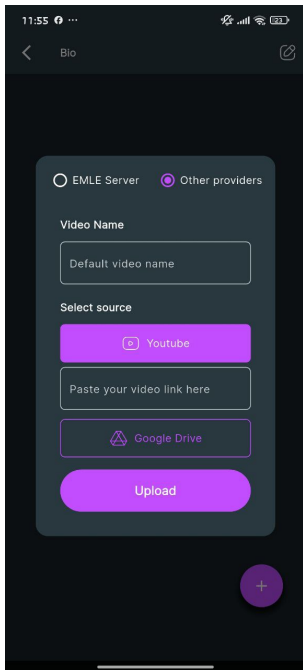 11:55
Bio
EMLE Server
Other providers
Video Name
Default video name
Select source
Youtube
Paste your video link here
Google Drive
Upload